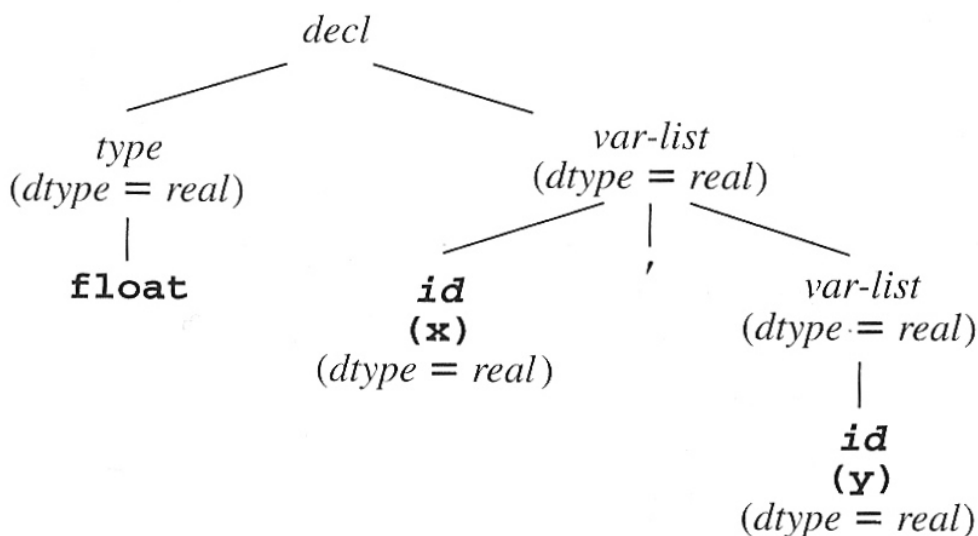 decl
type
(dtype = real)
float
var-list
(dtype = real)
id
(x)
(dtype = real)
,
var-list
(dtype = real)
id
(y)
(dtype = real)